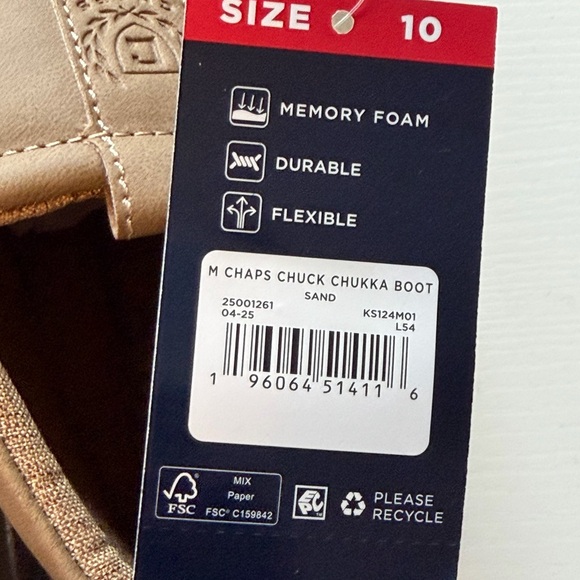 SIZE 10
MEMORY FOAM
DURABLE
FLEXIBLE
M CHAPS CHUCK CHUKKA BOOT
SAND
25001261
04-25 KS124M01
L54
1 96064 51411 6
MIX
Paper
FSC
FSC® C159842
PLEASE
RECYCLE